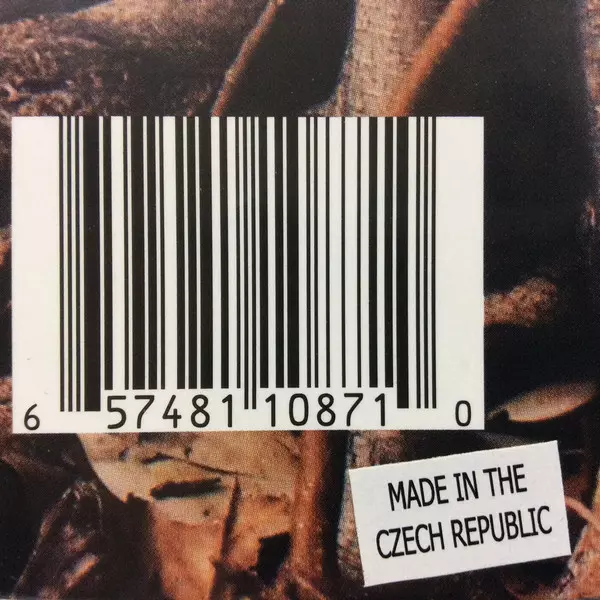 6 57481 10871 0
MADE IN THE
CZECH REPUBLIC